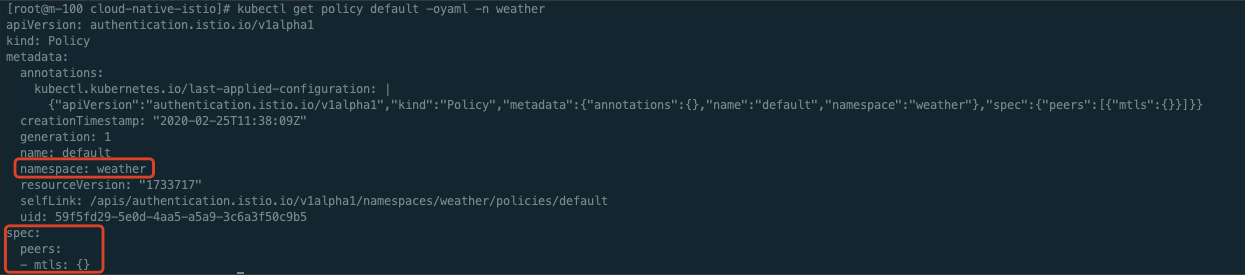 [root@m-100 cloud-native-istio]# kubectl get policy default -oyaml -n weather
apiVersion: authentication.istio.io/v1alpha1
kind: Policy
metadata:
  annotations:
    kubectl.kubernetes.io/last-applied-configuration: |
      {"apiVersion":"authentication.istio.io/v1alpha1","kind":"Policy","metadata":{"annotations":{},"name":"default","namespace":"weather"},"spec":{"peers":[{"mtls":{}}]}}
  creationTimestamp: "2020-02-25T11:38:09Z"
  generation: 1
  name: default
  namespace: weather
  resourceVersion: "1733717"
  selfLink: /apis/authentication.istio.io/v1alpha1/namespaces/weather/policies/default
  uid: 59f5fd29-5e0d-4aa5-a5a9-3c6a3f50c9b5
spec:
  peers:
  - mtls: {}